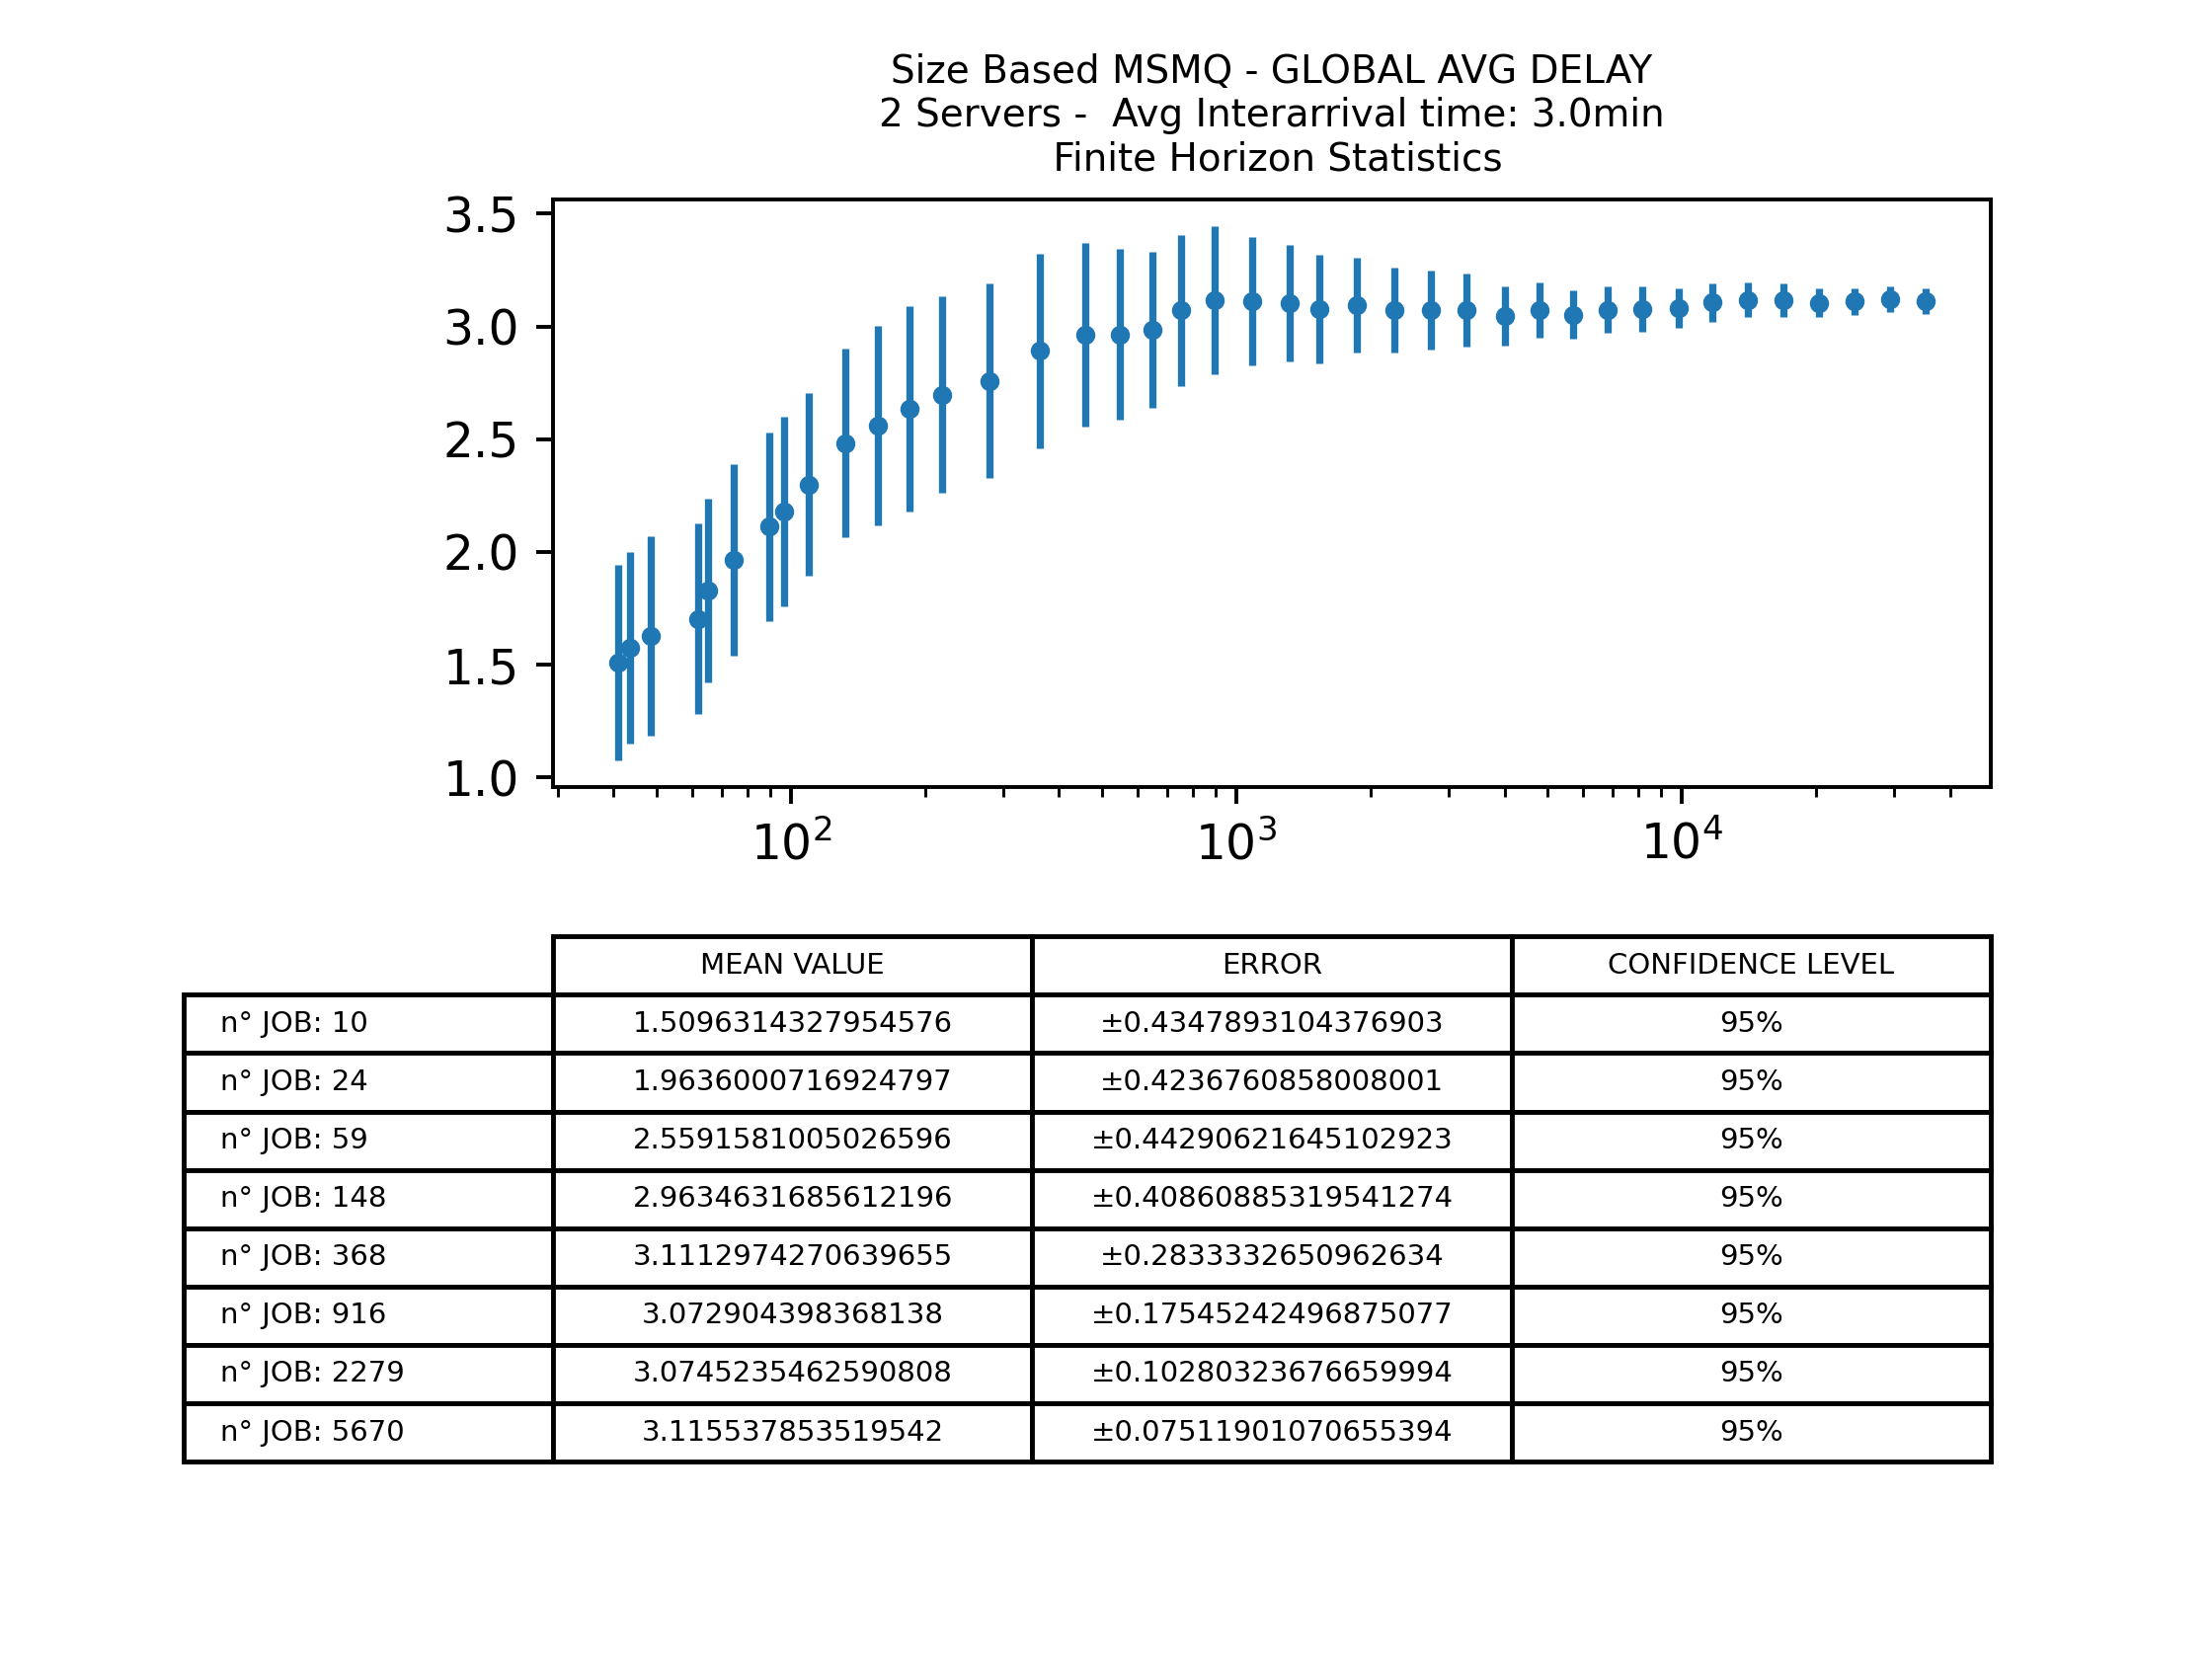 Size Based MSMQ - GLOBAL AVG DELAY
2 Servers -  Avg Interarrival time: 3.0min
Finite Horizon Statistics
3.5
3.0
2.5
2.0
1.5
1.0
10² 10³ 10⁴
MEAN VALUE ERROR CONFIDENCE LEVEL
n° JOB: 10 1.5096314327954576 ±0.4347893104376903 95%
n° JOB: 24 1.9636000716924797 ±0.4236760858008001 95%
n° JOB: 59 2.5591581005026596 ±0.44290621645102923 95%
n° JOB: 148 2.9634631685612196 ±0.40860885319541274 95%
n° JOB: 368 3.1112974270639655 ±0.2833332650962634 95%
n° JOB: 916 3.072904398368138 ±0.17545242496875077 95%
n° JOB: 2279 3.0745235462590808 ±0.10280323676659994 95%
n° JOB: 5670 3.115537853519542 ±0.07511901070655394 95%